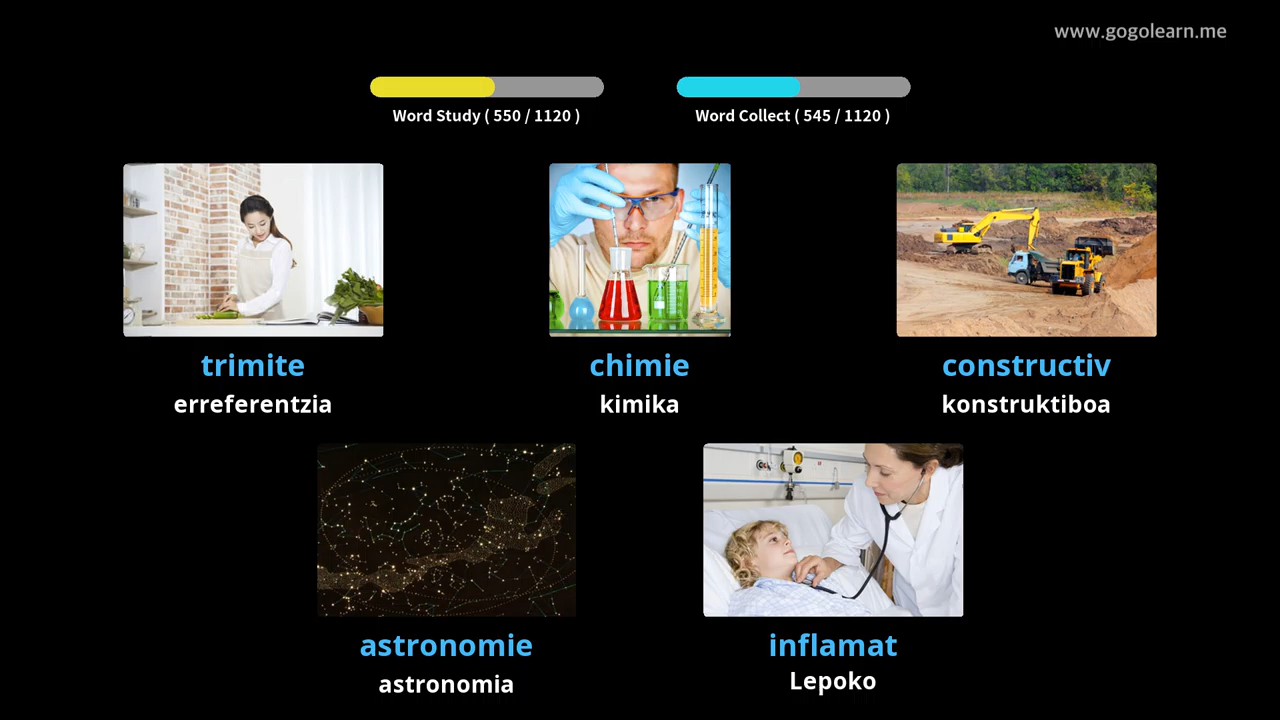 www.gogolearn.me
Word Study ( 550 / 1120 )
Word Collect ( 545 / 1120 )
trimite
erreferentzia
chimie
kimika
constructiv
konstruktiboa
astronomie
astronomia
inflamat
Lepoko